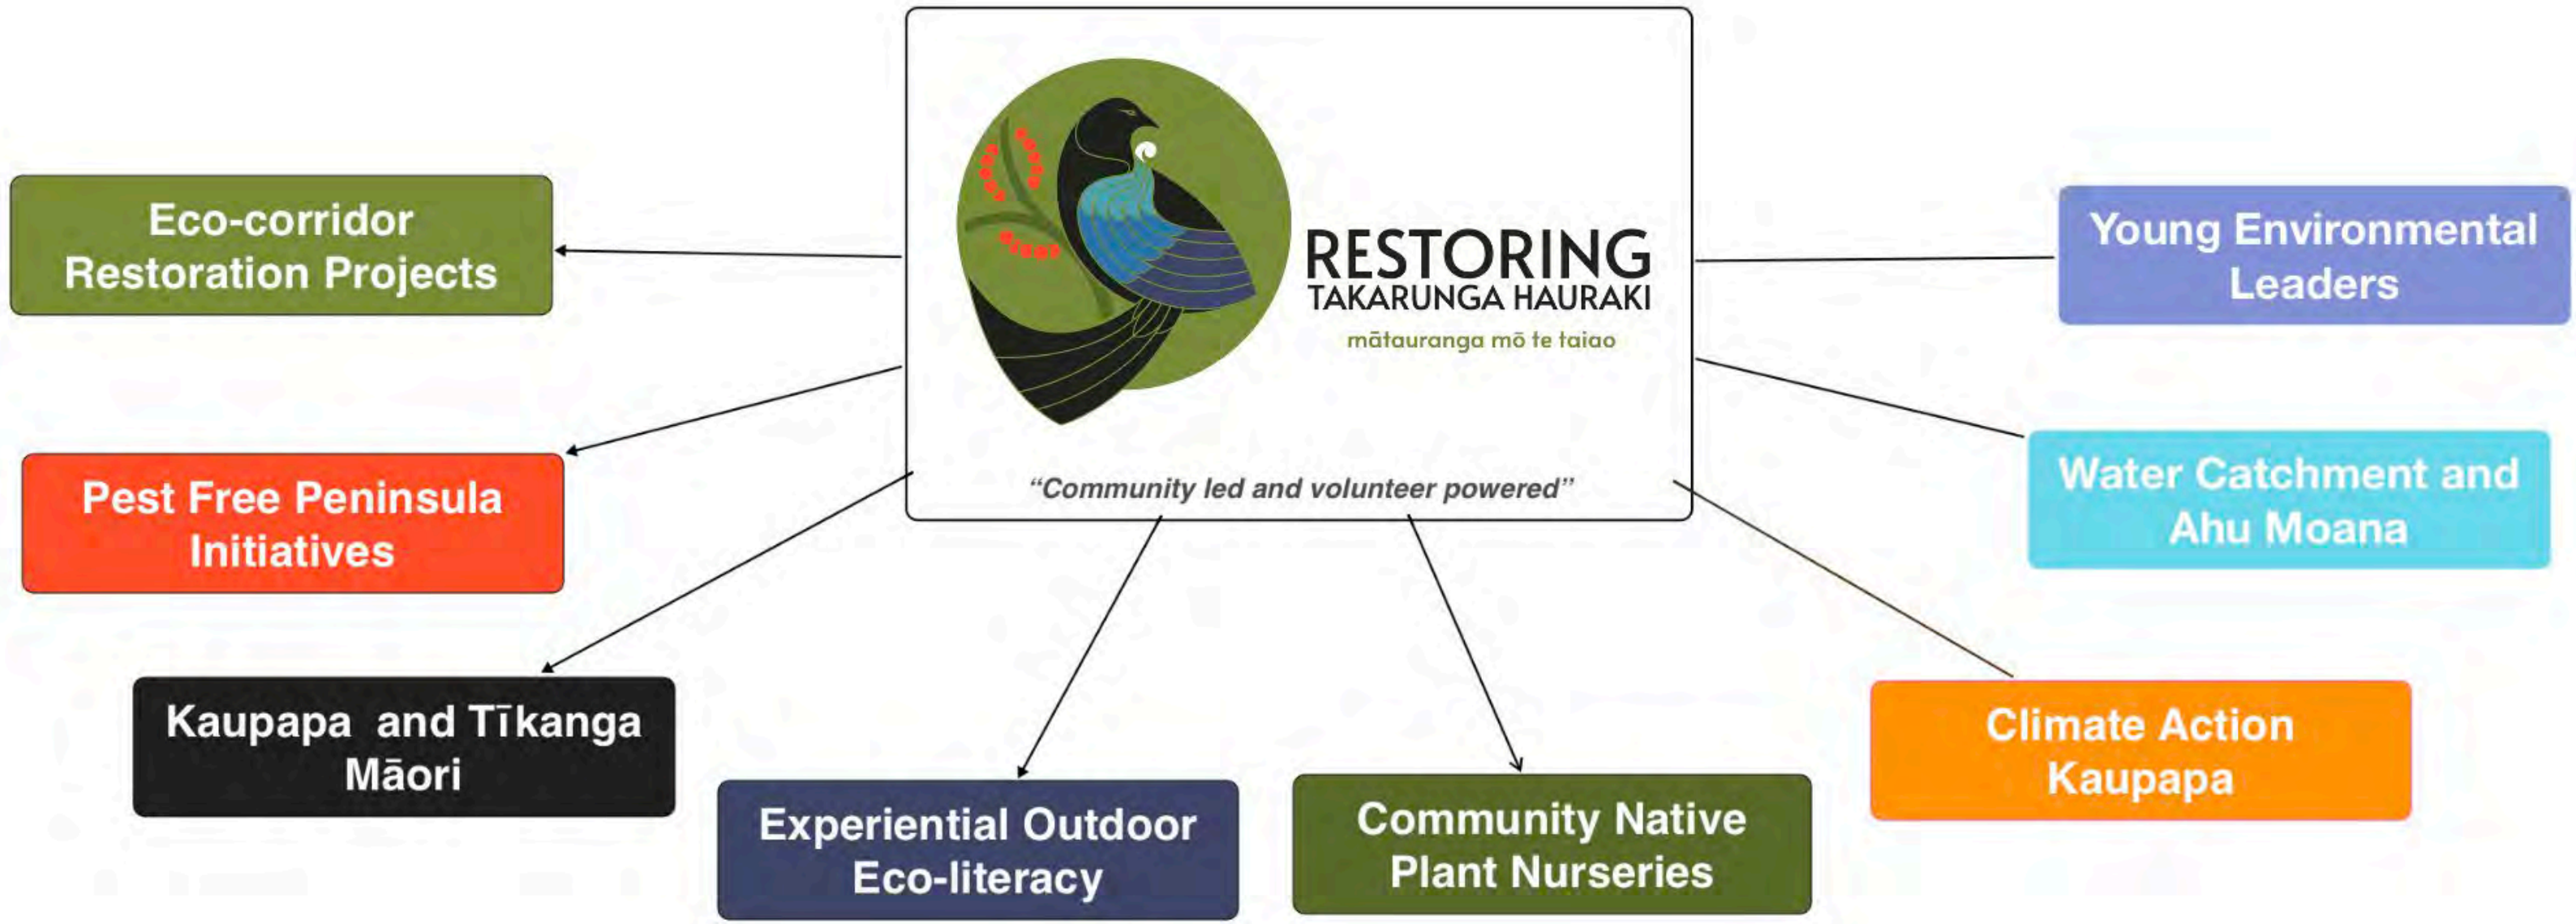 RESTORING
TAKARUNGA HAURAKI
mātauranga mō te taiao
“Community led and volunteer powered”
Eco-corridor
Restoration Projects
Pest Free Peninsula
Initiatives
Kaupapa  and Tīkanga
Māori
Experiential Outdoor
Eco-literacy
Community Native
Plant Nurseries
Climate Action
Kaupapa
Water Catchment and
Ahu Moana
Young Environmental
Leaders